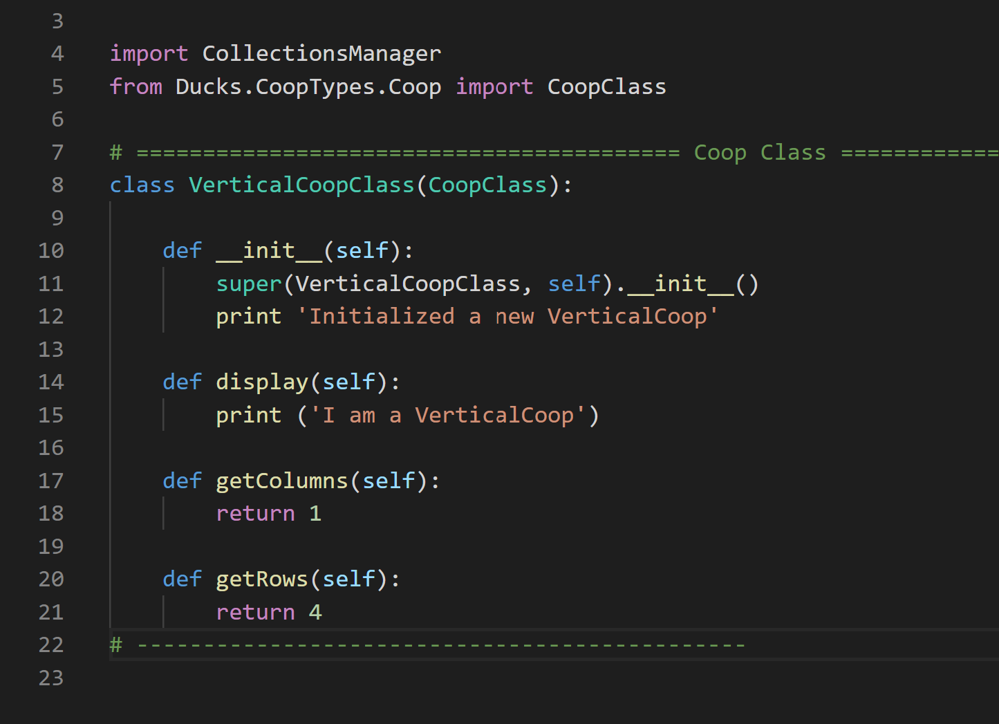 3
4 import CollectionsManager
5 from Ducks.CoopTypes.Coop import CoopClass
6
7 # ========================================= Coop Class ============
8 class VerticalCoopClass(CoopClass):
9
10 def __init__(self):
11 super(VerticalCoopClass, self).__init__()
12 print 'Initialized a new VerticalCoop'
13
14 def display(self):
15 print ('I am a VerticalCoop')
16
17 def getColumns(self):
18 return 1
19
20 def getRows(self):
21 return 4
22 # ----------------------------------------------
23